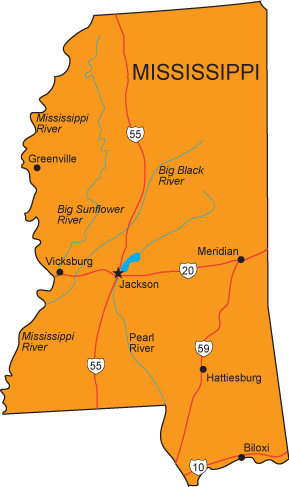 MISSISSIPPI
Mississippi
River
55
Greenville
Big Black
River
Big Sunflower
River
Vicksburg
Meridian
20
Jackson
Mississippi
River
Pearl
River
59
55
Hattiesburg
Biloxi
10